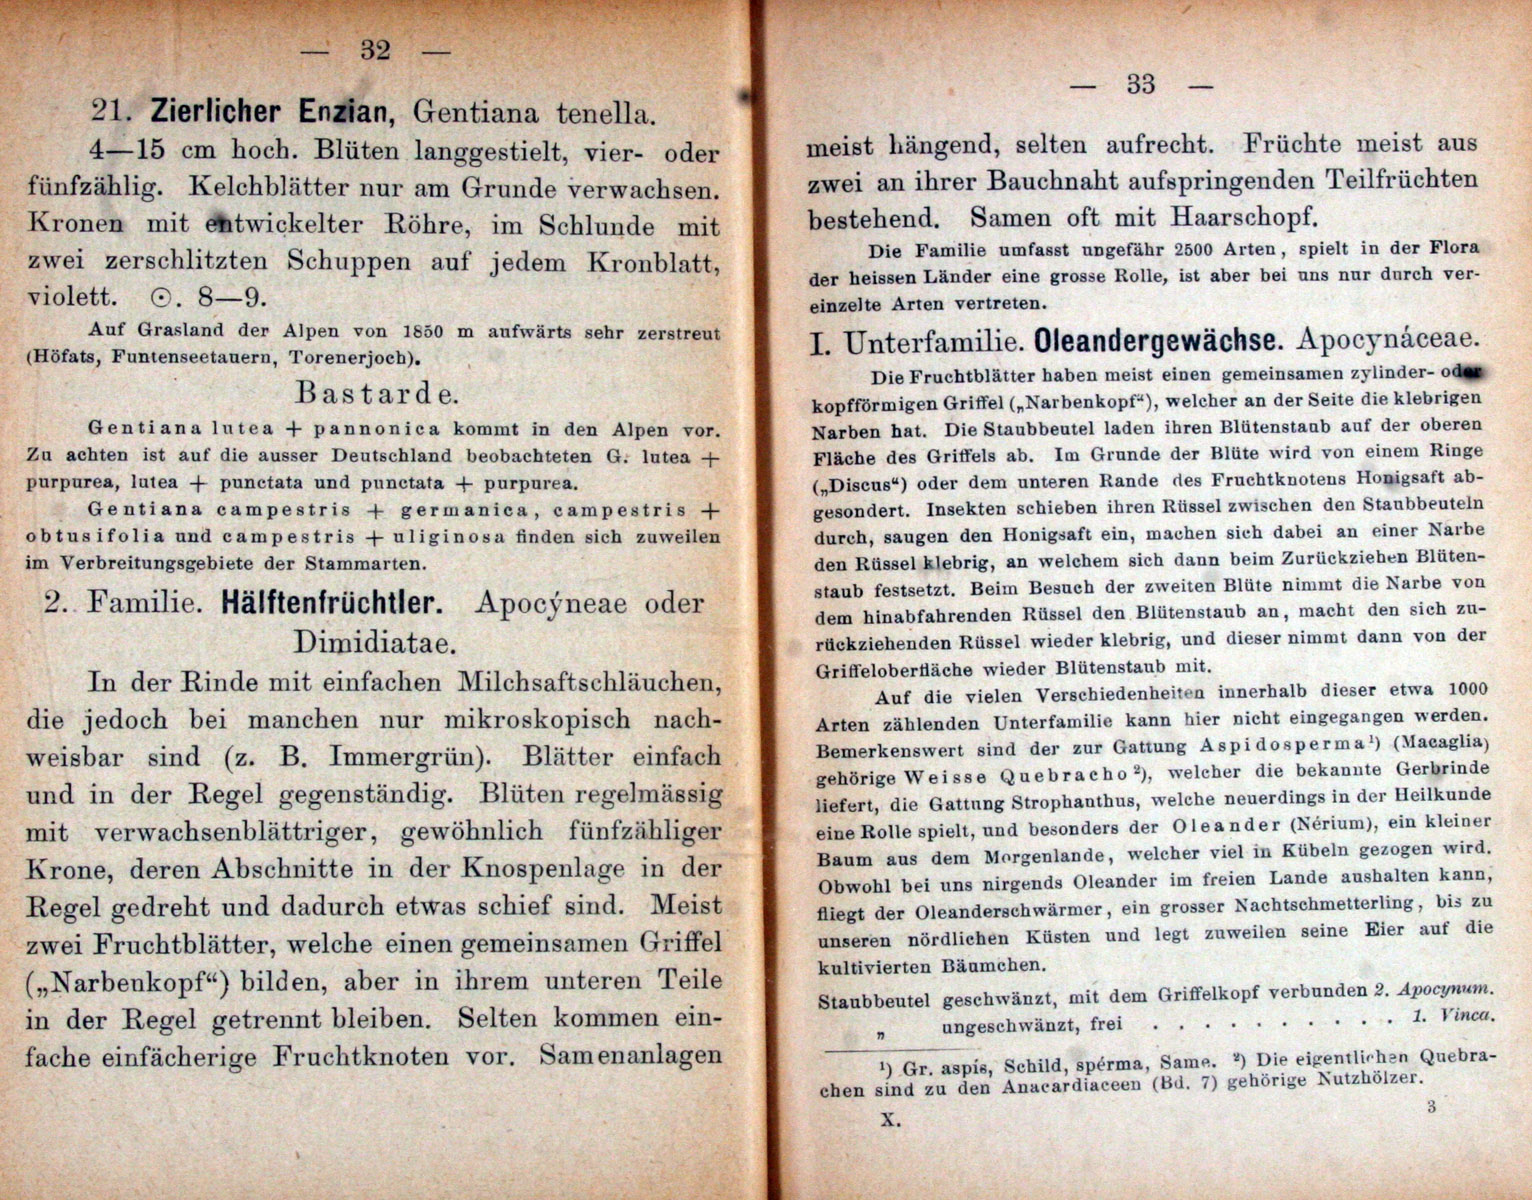 — 32 —
21. Zierlicher Enzian, Gentiana tenella.
4—15 cm hoch. Blüten langgestielt, vier- oder
fünfzählig. Kelchblätter nur am Grunde verwachsen.
Kronen mit entwickelter Röhre, im Schlunde mit
zwei zerschlitzten Schuppen auf jedem Kronblatt,
violett. ⊙. 8—9.
Auf Grasland der Alpen von 1850 m aufwärts sehr zerstreut
(Höfats, Funtenseetauern, Torenerjoch).
Bastarde.
Gentiana lutea + pannonica kommt in den Alpen vor.
Zu achten ist auf die ausser Deutschland beobachteten G. lutea +
purpurea, lutea + punctata und punctata + purpurea.
Gentiana campestris + germanica, campestris +
obtusifolia und campestris + uliginosa finden sich zuweilen
im Verbreitungsgebiete der Stammarten.
2. Familie. Hälftenfrüchtler. Apocýneae oder
Dimidiatae.
In der Rinde mit einfachen Milchsaftschläuchen,
die jedoch bei manchen nur mikroskopisch nach-
weisbar sind (z. B. Immergrün). Blätter einfach
und in der Regel gegenständig. Blüten regelmässig
mit verwachsenblättriger, gewöhnlich fünfzähliger
Krone, deren Abschnitte in der Knospenlage in der
Regel gedreht und dadurch etwas schief sind. Meist
zwei Fruchtblätter, welche einen gemeinsamen Griffel
(„Narbenkopf“) bilden, aber in ihrem unteren Teile
in der Regel getrennt bleiben. Selten kommen ein-
fache einfächerige Fruchtknoten vor. Samenanlagen
— 33 —
meist hängend, selten aufrecht. Früchte meist aus
zwei an ihrer Bauchnaht aufspringenden Teilfrüchten
bestehend. Samen oft mit Haarschopf.
Die Familie umfasst ungefähr 2500 Arten, spielt in der Flora
der heissen Länder eine grosse Rolle, ist aber bei uns nur durch ver-
einzelte Arten vertreten.
I. Unterfamilie. Oleandergewächse. Apocynáceae.
Die Fruchtblätter haben meist einen gemeinsamen zylinder- oder
kopfförmigen Griffel („Narbenkopf“), welcher an der Seite die klebrigen
Narben hat. Die Staubbeutel laden ihren Blütenstaub auf der oberen
Fläche des Griffels ab. Im Grunde der Blüte wird von einem Ringe
(„Discus“) oder dem unteren Rande des Fruchtknotens Honigsaft ab-
gesondert. Insekten schieben ihren Rüssel zwischen den Staubbeuteln
durch, saugen den Honigsaft ein, machen sich dabei an einer Narbe
den Rüssel klebrig, an welchem sich dann beim Zurückziehen Blüten-
staub festsetzt. Beim Besuch der zweiten Blüte nimmt die Narbe von
dem hinabfahrenden Rüssel den Blütenstaub an, macht den sich zu-
rückziehenden Rüssel wieder klebrig, und dieser nimmt dann von der
Griffeloberfläche wieder Blütenstaub mit.
Auf die vielen Verschiedenheiten innerhalb dieser etwa 1000
Arten zählenden Unterfamilie kann hier nicht eingegangen werden.
Bemerkenswert sind der zur Gattung Aspidosperma¹) (Macaglia)
gehörige Weisse Quebracho²), welcher die bekannte Gerbrinde
liefert, die Gattung Strophanthus, welche neuerdings in der Heilkunde
eine Rolle spielt, und besonders der Oleander (Nérium), ein kleiner
Baum aus dem Morgenlande, welcher viel in Kübeln gezogen wird.
Obwohl bei uns nirgends Oleander im freien Lande aushalten kann,
fliegt der Oleanderschwärmer, ein grosser Nachtschmetterling, bis zu
unseren nördlichen Küsten und legt zuweilen seine Eier auf die
kultivierten Bäumchen.
Staubbeutel geschwänzt, mit dem Griffelkopf verbunden 2. Apocynum.
„ ungeschwänzt, frei . . . . . . . . . . 1. Vinca.
¹) Gr. aspís, Schild, spérma, Same. ²) Die eigentlichen Quebra-
chen sind zu den Anacardiaceen (Bd. 7) gehörige Nutzhölzer.
X. 3